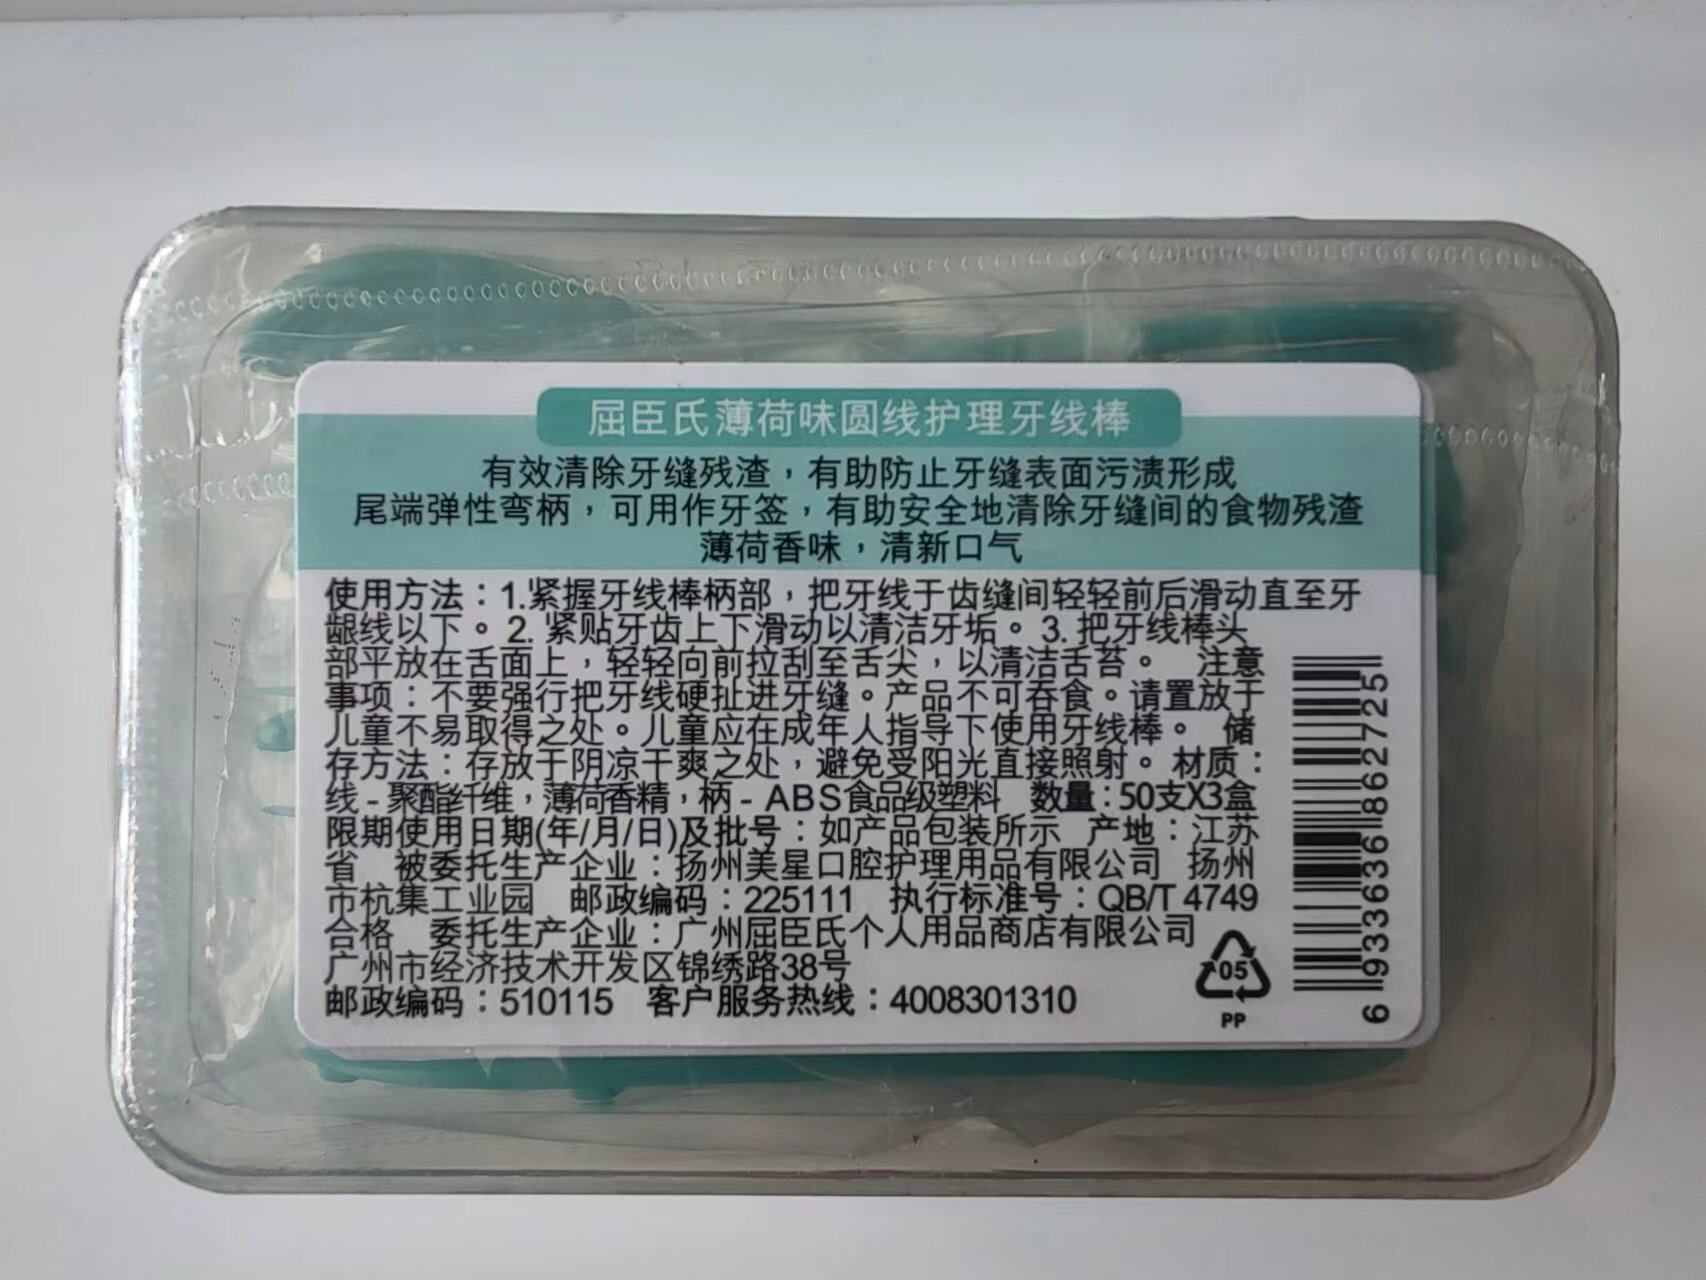 屈臣氏薄荷味圆线护理牙线棒
有效清除牙缝残渣，有助防止牙缝表面污渍形成
尾端弹性弯柄，可用作牙签，有助安全地清除牙缝间的食物残渣
薄荷香味，清新口气
使用方法：1.紧握牙线棒柄部，把牙线于齿缝间轻轻前后滑动直至牙
龈线以下。2. 紧贴牙齿上下滑动以清洁牙垢。3. 把牙线棒头
部平放在舌面上，轻轻向前拉刮至舌尖，以清洁舌苔。 注意
事项：不要强行把牙线硬扯进牙缝。产品不可吞食。请置放于
儿童不易取得之处。儿童应在成年人指导下使用牙线棒。 储
存方法：存放于阴凉干爽之处，避免受阳光直接照射。材质：
线 - 聚酯纤维，薄荷香精，柄 - ABS食品级塑料 数量：50支X3盒
限期使用日期(年/月/日)及批号：如产品包装所示 产地：江苏
省 被委托生产企业：扬州美星口腔护理用品有限公司 扬州
市杭集工业园 邮政编码：225111 执行标准号：QB/T 4749
合格 委托生产企业：广州屈臣氏个人用品商店有限公司
广州市经济技术开发区锦绣路38号
邮政编码：510115 客户服务热线：4008301310
05
PP
6933636862725